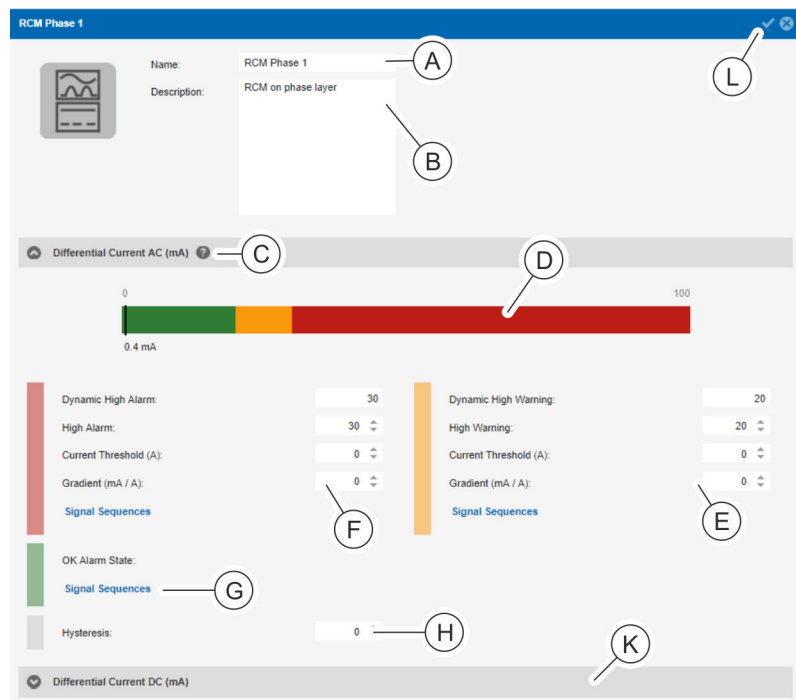 RCM Phase 1
L
Name: RCM Phase 1 A
Description: RCM on phase layer
B
Differential Current AC (mA) ? C
D
0 100
0.4 mA
Dynamic High Alarm: 30 Dynamic High Warning: 20
High Alarm: 30 High Warning: 20
Current Threshold (A): 0 Current Threshold (A): 0
Gradient (mA / A): 0 Gradient (mA / A): 0
Signal Sequences F Signal Sequences E
OK Alarm State:
Signal Sequences G
Hysteresis: 0 H
K
Differential Current DC (mA)